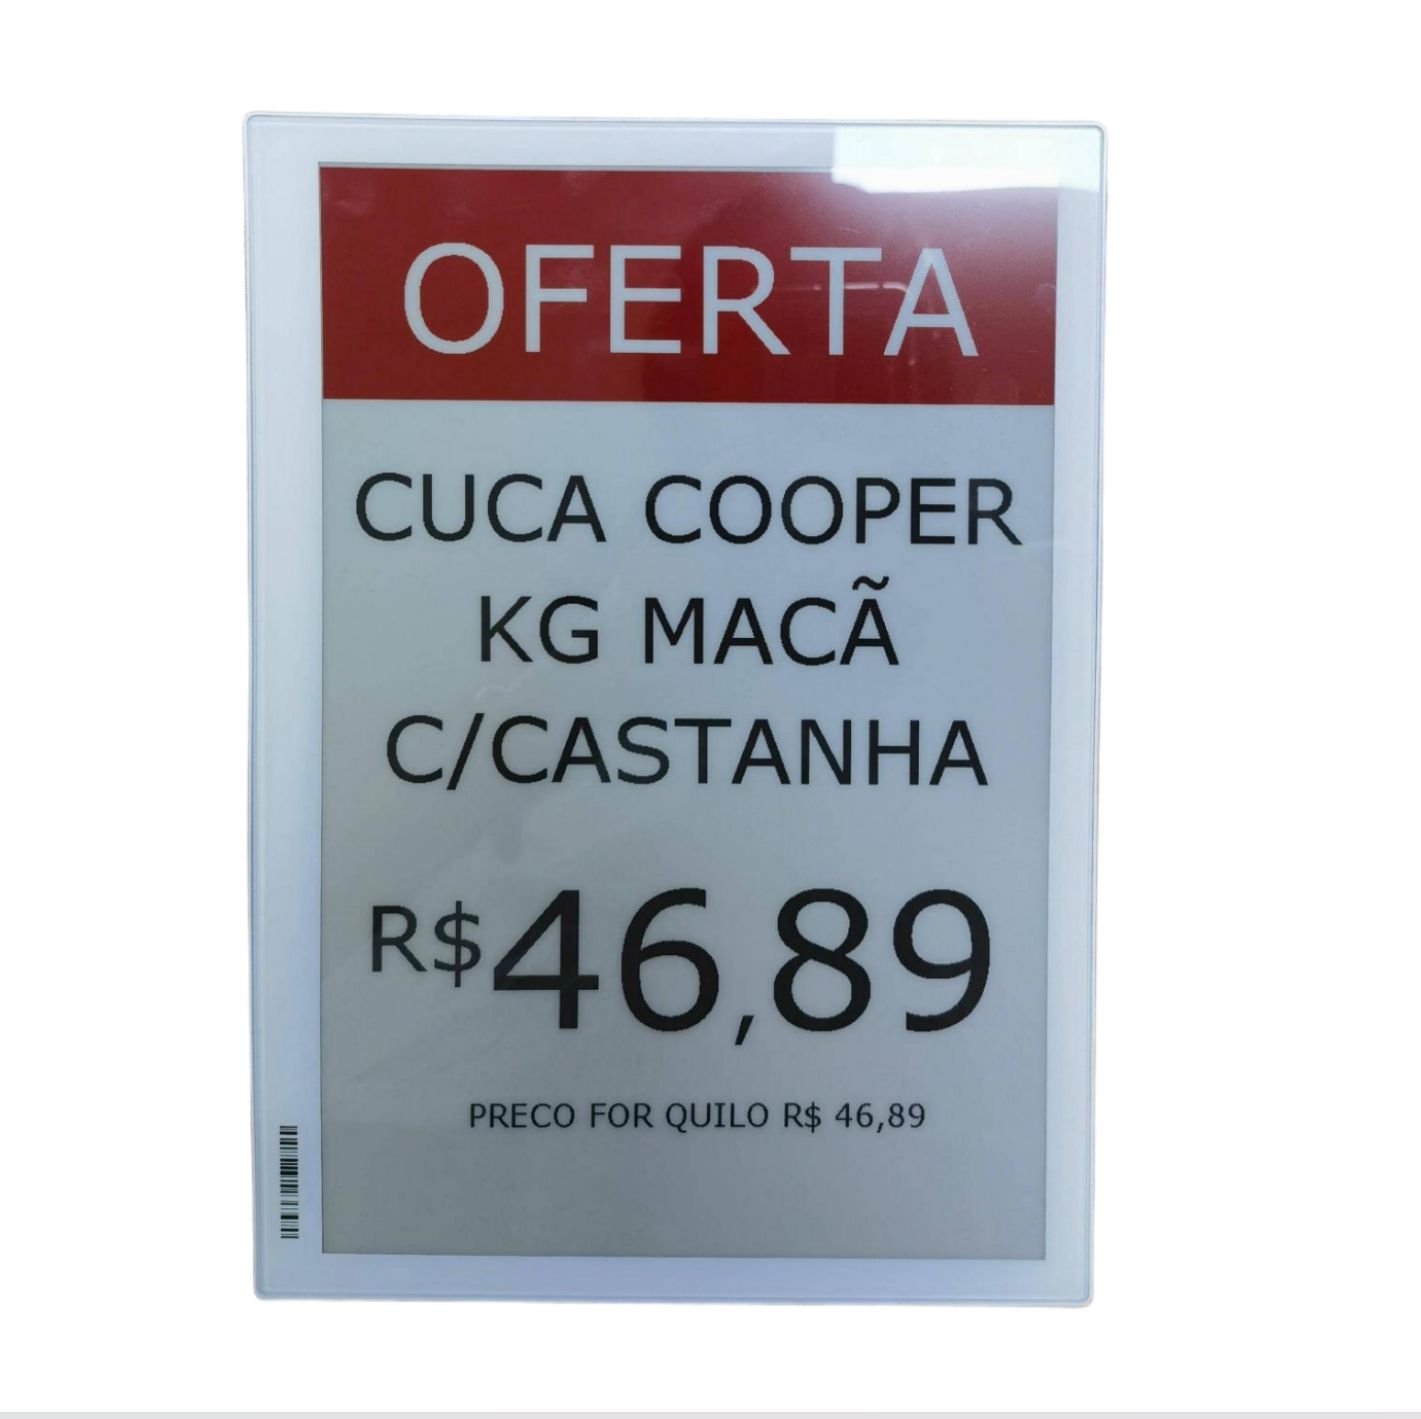 OFERTA
CUCA COOPER
KG MACÃ
C/CASTANHA
R$46,89
PRECO FOR QUILO R$ 46,89